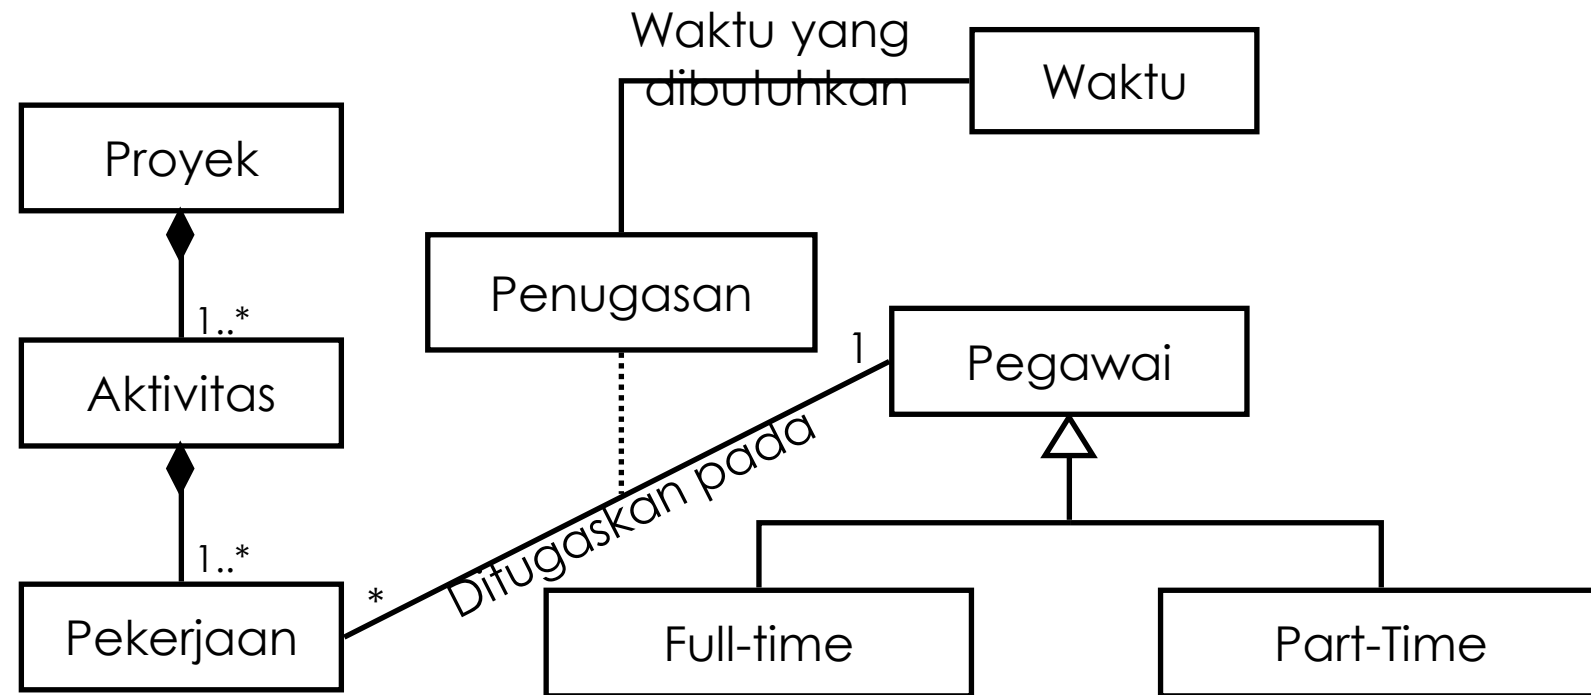 Waktu yang
dibutuhkan
Waktu
Proyek
1..*
Penugasan
Aktivitas
1
Pegawai
Ditugaskan pada
1..*
*
Pekerjaan
Full-time
Part-Time